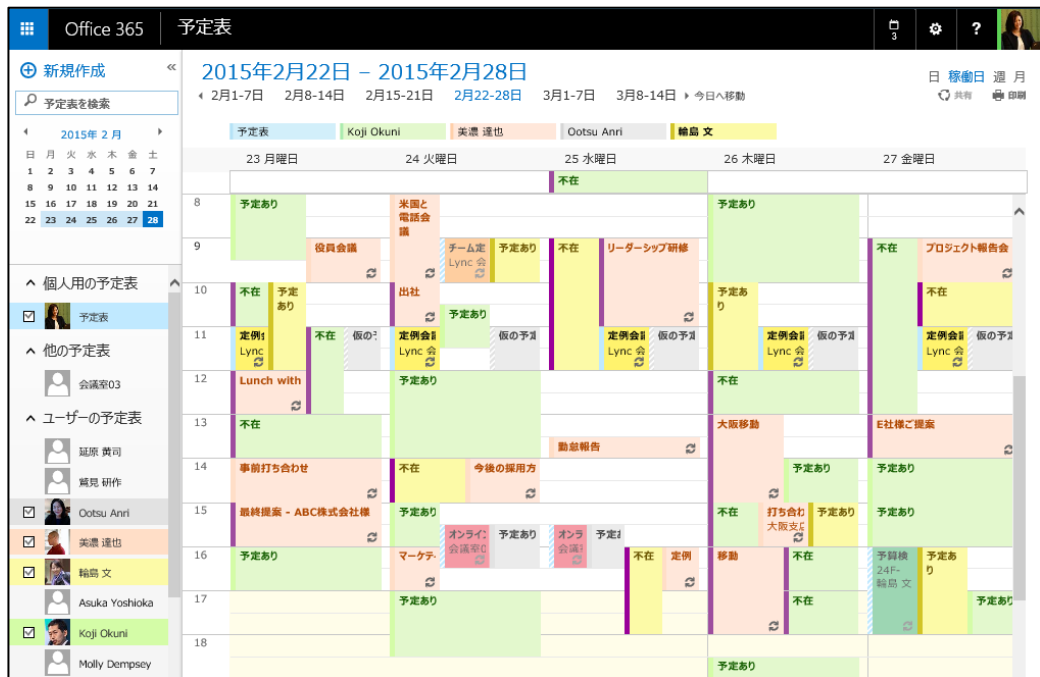 Office 365
予定表
3
?
新規作成
«
予定表を検索
2015年 2 月
日 月 火 水 木 金 土
1 2 3 4 5 6 7
8 9 10 11 12 13 14
15 16 17 18 19 20 21
22 23 24 25 26 27 28
個人用の予定表
予定表
他の予定表
会議室03
ユーザーの予定表
延原 黄司
鷲見 研作
Ootsu Anri
美濃 達也
輪島 文
Asuka Yoshioka
Koji Okuni
Molly Dempsey
2015年2月22日 – 2015年2月28日
日 稼働日 週 月
2月1-7日 2月8-14日 2月15-21日 2月22-28日 3月1-7日 3月8-14日 今日へ移動
共有 印刷
予定表 Koji Okuni 美濃 達也 Ootsu Anri 輪島 文
23 月曜日 24 火曜日 25 水曜日 26 木曜日 27 金曜日
不在
8
予定あり
米国と
電話会
議
予定あり
9
役員会議
チーム定
Lync 会
予定あり
不在
リーダーシップ研修
不在
プロジェクト報告会
10
不在
予定
あり
出社
予定あり
予定あ
り
不在
11
定例会
Lync
不在
仮の予
定例会議
Lync 会
仮の予定
定例会議
Lync 会
仮の予定
定例会議
Lync 会
仮の予定
定例会議
Lync 会
仮の予定
12
Lunch with
予定あり
不在
13
不在
勤怠報告
大阪移動
E社様ご提案
14
事前打ち合わせ
不在
今後の採用方
予定あり
予定あり
15
最終提案 - ABC株式会社様
予定あり
オンライン
会議室0
予定あり
オンラ
会議室
予定あ
不在
打ち合わ
大阪支店
予定あり
16
予定あり
マーケテ-
不在
定例
移動
不在
予算検
24F-
輪島 文
予定あ
り
17
予定あり
不在
予定あり
18
予定あり